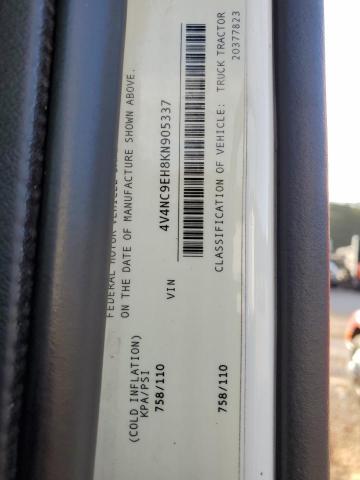 FEDERAL MOTOR VEHICLE
ON THE DATE OF MANUFACTURE SHOWN ABOVE.
4V4NC9EH8KN905337
VIN
CLASSIFICATION OF VEHICLE: TRUCK TRACTOR
20377823
(COLD INFLATION)
KPA/PSI
758/110
758/110